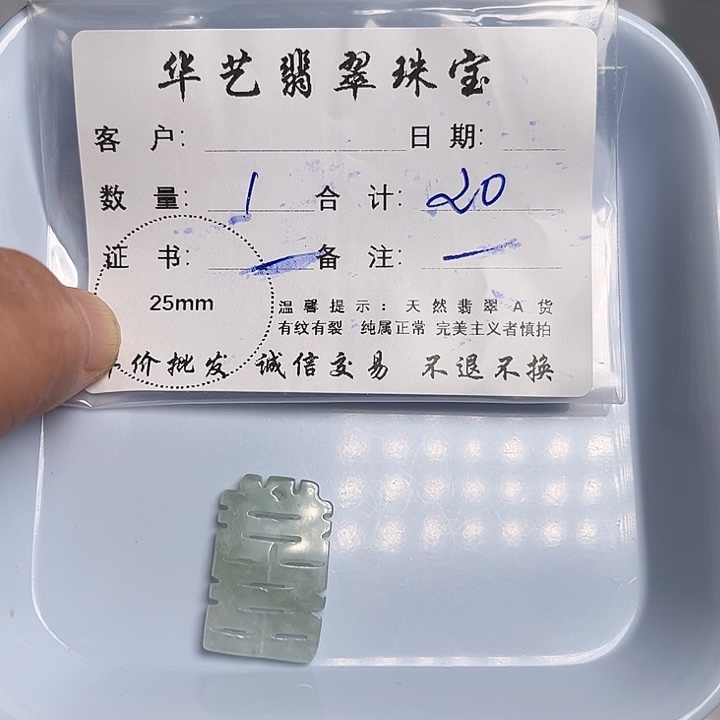 华艺翡翠珠宝
客户： 日期：
数量： 1 合计： 20
证书： 备注：
25mm
温馨提示：天然翡翠A货
有纹有裂 纯属正常 完美主义者慎拍
价批发 诚信交易 不退不换